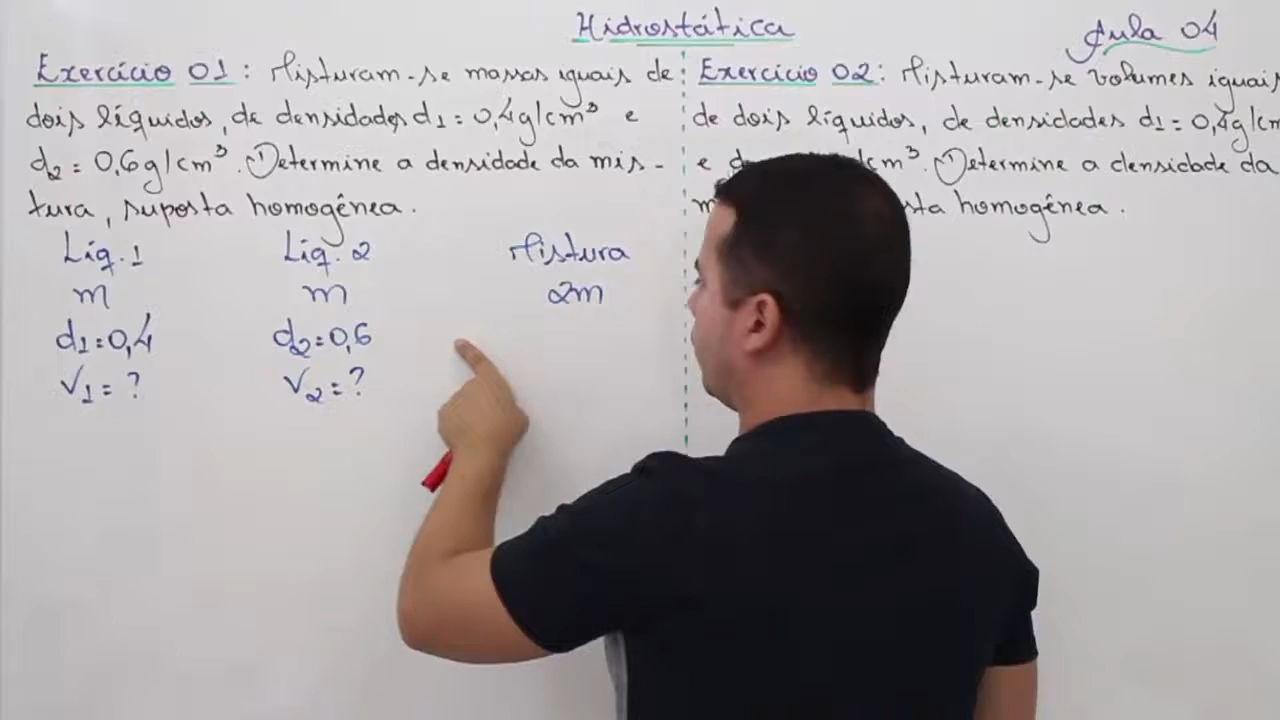 Hidrostática
Aula 04
Exercício 01: Misturam-se massas iguais de
dois líquidos, de densidades d1 = 0,4g/cm³ e
d2 = 0,6g/cm³. Determine a densidade da mis-
tura, suposta homogênea.
Líq. 1 Líq. 2 Mistura
m m 2m
d1 = 0,4 d2 = 0,6
V1 = ? V2 = ?
Exercício 02: Misturam-se volumes iguais
de dois líquidos, de densidades d1 = 0,4g/cm
e cm³. Determine a densidade da
homogênea.